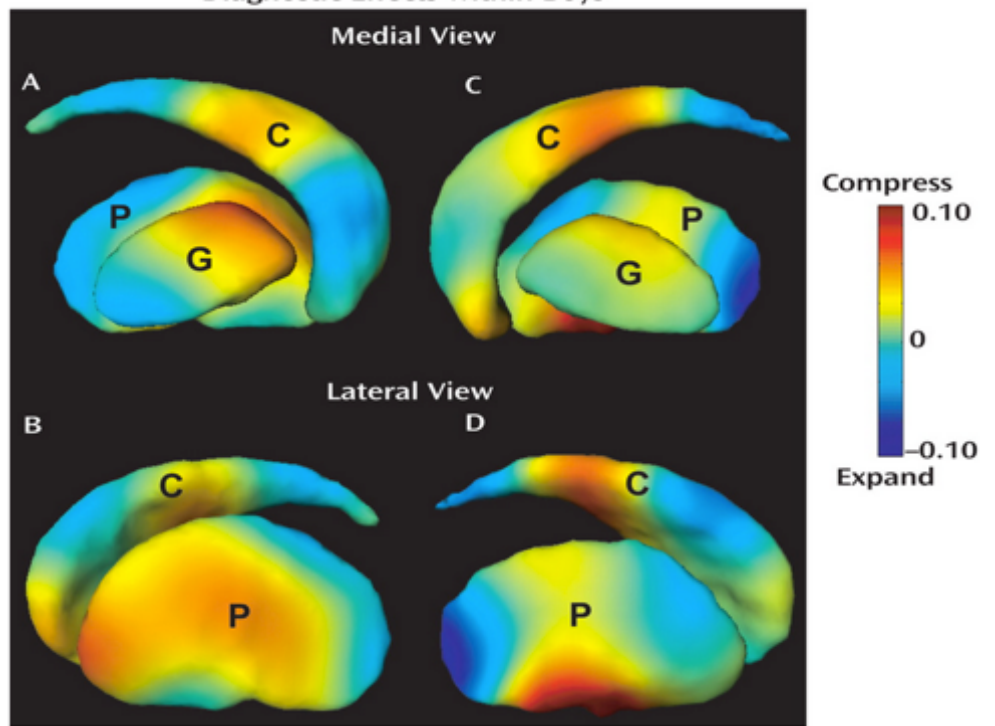 Medial View
A
C
C
C
P
P
G
G
Compress
0.10
0
-0.10
Expand
Lateral View
B
D
C
C
P
P